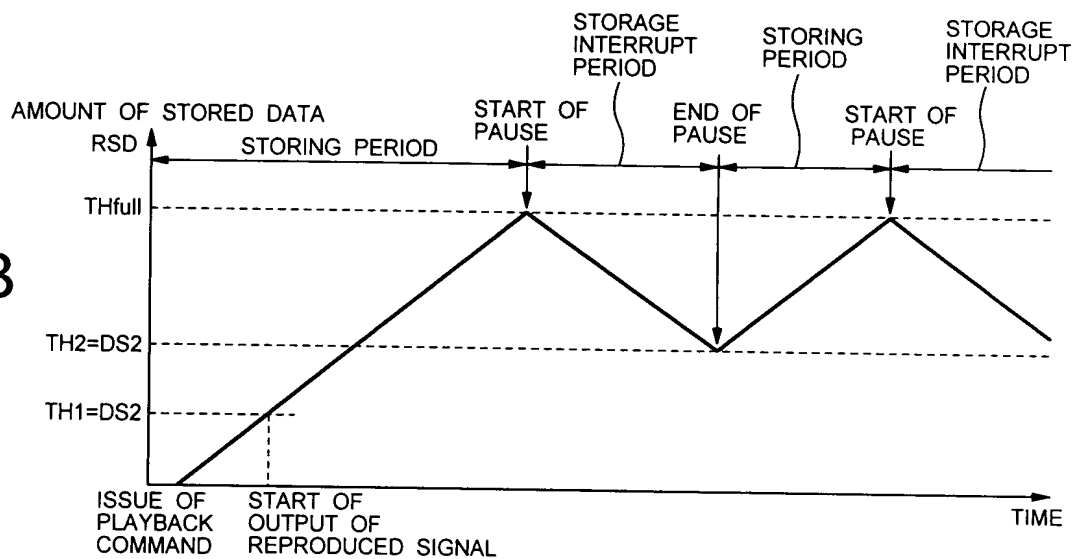 STORAGE
INTERRUPT
PERIOD
STORING
PERIOD
STORAGE
INTERRUPT
PERIOD
AMOUNT OF STORED DATA
RSD
START OF
PAUSE
END OF
PAUSE
START OF
PAUSE
STORING PERIOD
THfull
TH2=DS2
TH1=DS2
ISSUE OF
PLAYBACK
COMMAND
START OF
OUTPUT OF
REPRODUCED SIGNAL
TIME